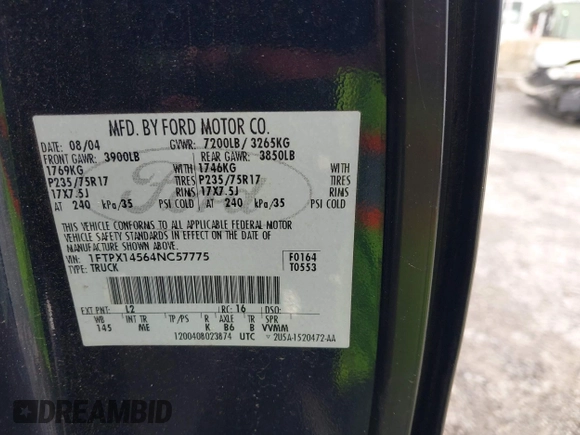 MFD. BY FORD MOTOR CO.
DATE: 08/04 GVWR: 7200LB/ 3265KG
FRONT GAWR: 3900LB REAR GAWR: 3850LB
1769KG WITH 1746KG WITH
P235/75R17 TIRES P235/75R17 TIRES
17X7.5J RIMS 17X7.5J RIMS
AT 240 kPa/35 PSI COLD AT 240 kPa/35 PSI COLD
THIS VEHICLE CONFORMS TO ALL APPLICABLE FEDERAL MOTOR
VEHICLE SAFETY STANDARDS IN EFFECT ON THE DATE OF
MANUFACTURE SHOWN ABOVE.
VIN: 1FTPX14564NC57775 F0164
TYPE: TRUCK T0553
EXT PNT: L2 RC: 16 DSO:
WB INT TR TP/PS R AXLE TR SPR
145 ME K B6 B VVMM
1200408023874 UTC 2U5A-1520472-AA
Ford
DREAMBID